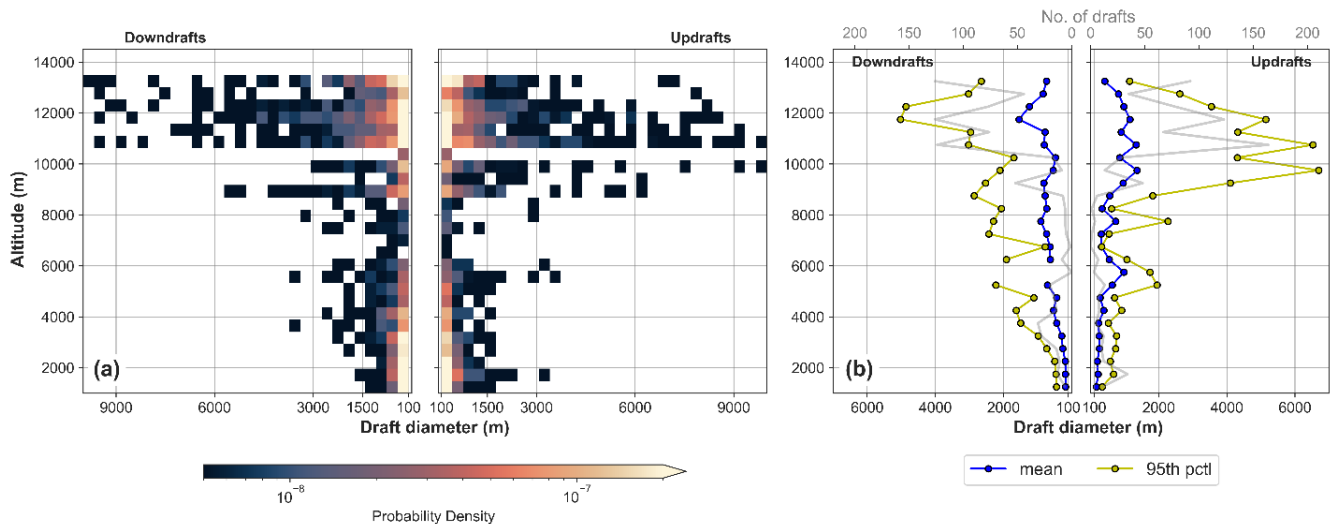 (a)
Downdrafts
Updrafts
14000
12000
10000
8000
6000
4000
2000
Altitude (m)
9000 6000 3000 1500 100 100 1500 3000 6000 9000
Draft diameter (m)
10⁻⁸ 10⁻⁷
Probability Density
(b)
No. of drafts
200 150 100 50 0 0 50 100 150 200
Downdrafts
Updrafts
14000
12000
10000
8000
6000
4000
2000
6000 4000 2000 100 100 2000 4000 6000
Draft diameter (m)
mean 95th pctl